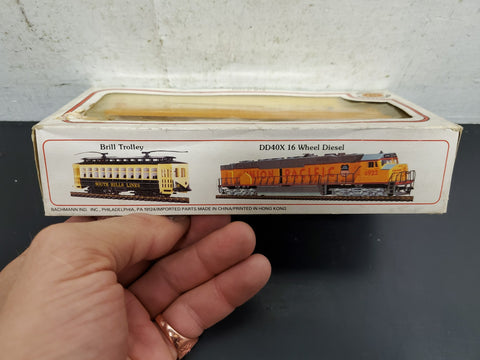 Brill Trolley
DD40X 16 Wheel Diesel
SOUTH HILLS LINES
UNION PACIFIC
6922
BACHMANN IND. INC., PHILADELPHIA, PA 19124/IMPORTED PARTS MADE IN CHINA/PRINTED IN HONG KONG